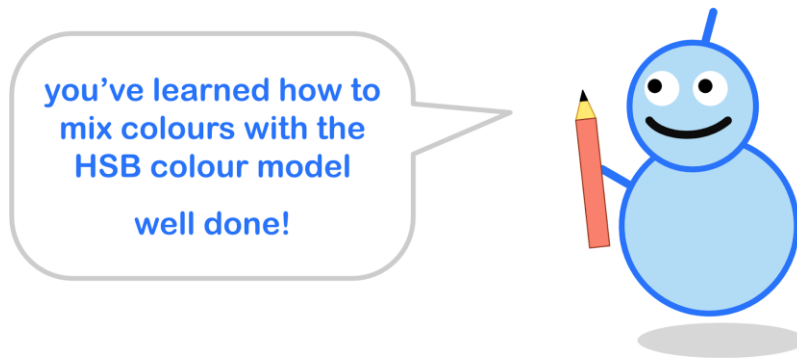 you’ve learned how to
mix colours with the
HSB colour model
well done!